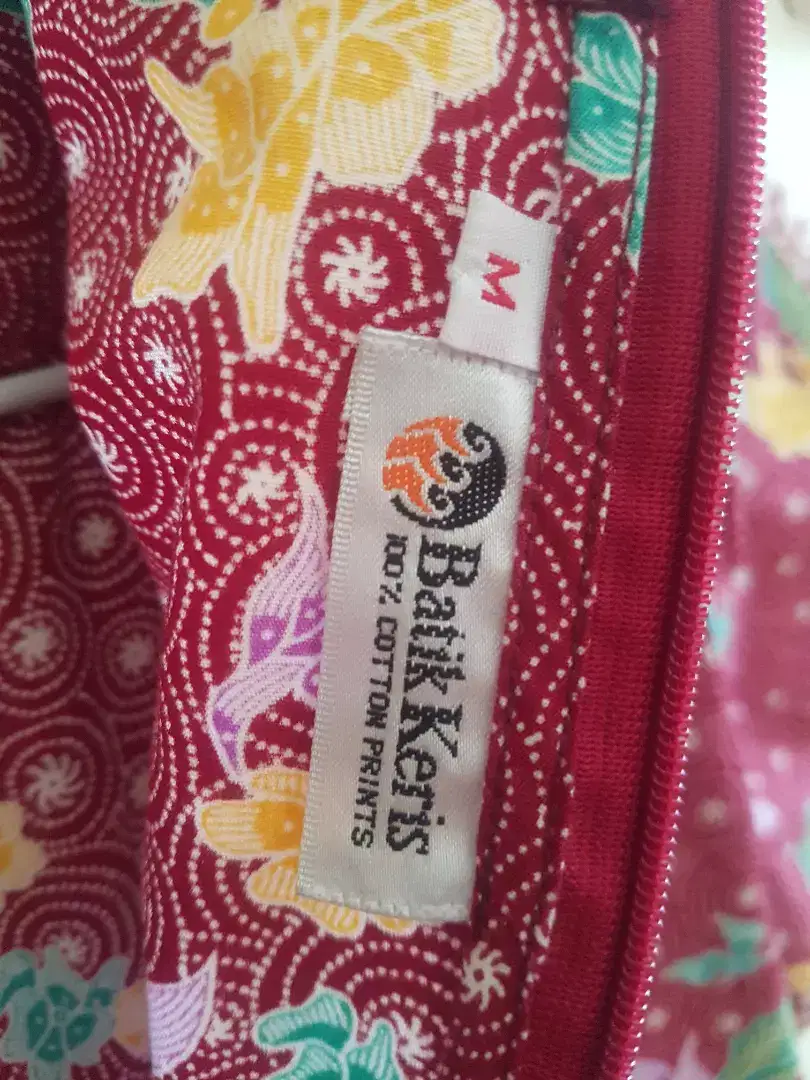 M
Batik Keris
100% COTTON PRINTS